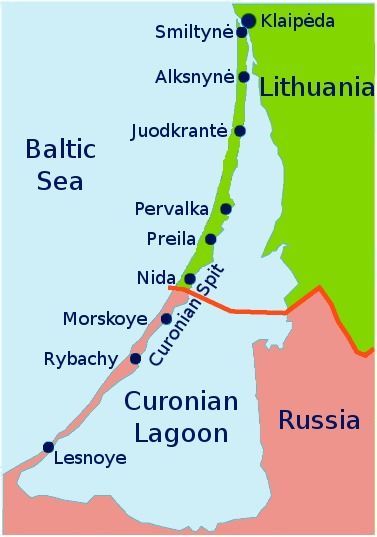 Klaipėda
Smiltynė
Alksnynė
Lithuania
Juodkrantė
Baltic
Sea
Pervalka
Preila
Nida
Curonian Spit
Morskoye
Rybachy
Curonian
Lagoon
Russia
Lesnoye